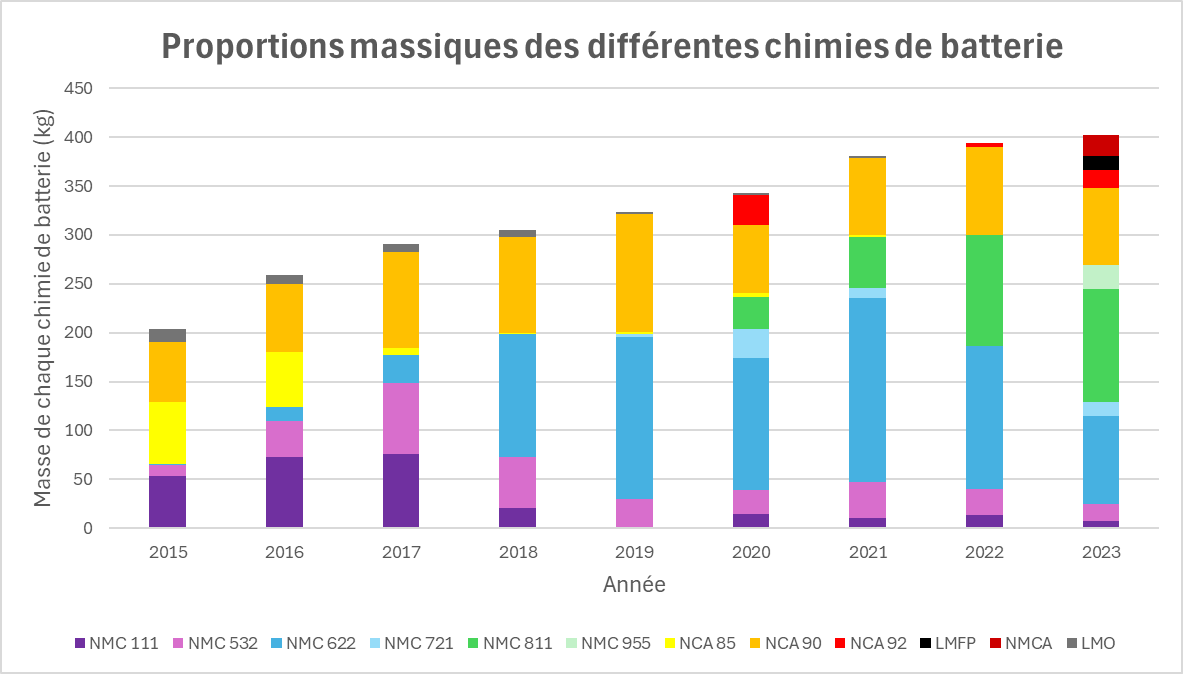 Proportions massiques des différentes chimies de batterie
Masse de chaque chimie de batterie (kg)
450
400
350
300
250
200
150
100
50
0
2015 2016 2017 2018 2019 2020 2021 2022 2023
Année
NMC 111 NMC 532 NMC 622 NMC 721 NMC 811 NMC 955 NCA 85 NCA 90 NCA 92 LMFP NMCA LMO